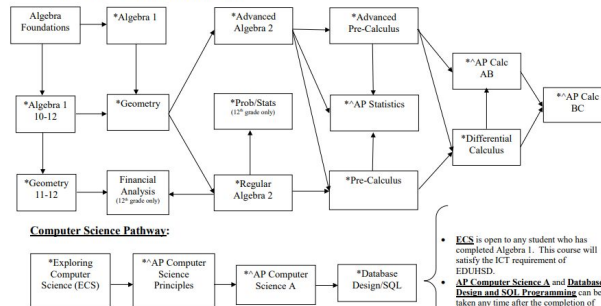 Algebra
Foundations
*Algebra 1
*Advanced
Algebra 2
*Advanced
Pre-Calculus
*^AP Calc
AB
*^AP Calc
BC
*Algebra 1
10-12
*Geometry
*Prob/Stats
(12th grade only)
*^AP Statistics
*Differential
Calculus
*Geometry
11-12
Financial
Analysis
(12th grade only)
*Regular
Algebra 2
*Pre-Calculus
Computer Science Pathway:
*Exploring
Computer
Science (ECS)
*^AP Computer
Science
Principles
*^AP Computer
Science A
*Database
Design/SQL
• ECS is open to any student who has
completed Algebra 1. This course will
satisfy the ICT requirement of
EDUHSD.
• AP Computer Science A and Database
Design and SQL Programming can be
taken any time after the completion of